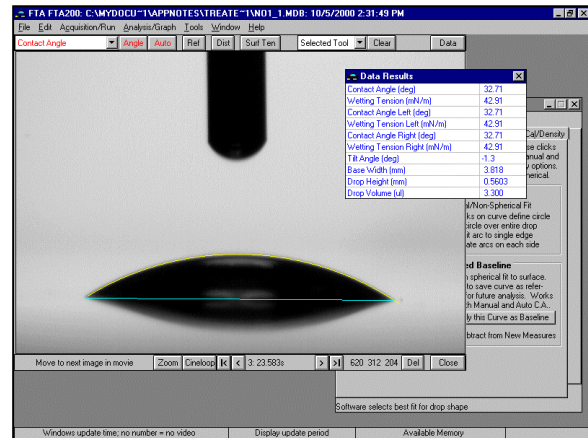 FTA FTA200: C:\MYDOCU~1\APPNOTES\TREATE~1\NO1_1.MDB: 10/5/2000 2:31:49 PM
File Edit Acquisition/Run Analysis/Graph Tools Window Help
Contact Angle Angle Auto Ref Dist Surf Ten Selected Tool Clear Data
Data Results
Contact Angle (deg) 32.71
Wetting Tension (mN/m) 42.91
Contact Angle Left (deg) 32.71
Wetting Tension Left (mN/m) 42.91
Contact Angle Right (deg) 32.71
Wetting Tension Right (mN/m) 42.91
Tilt Angle (deg) -1.3
Base Width (mm) 3.818
Drop Height (mm) 0.5603
Drop Volume (ul) 3.300
Cal/Density
se clicks
anual and
options.
herical.
al/Non-Spherical Fit
ks on curve define circle
circle over entire drop
it arc to single edge
ate arcs on each side
ed Baseline
n spherical fit to surface.
to save curve as refer-
for future analysis. Works
th Manual and Auto C.A..
ly this Curve as Baseline
btract from New Measures
Move to next image in movie Zoom Cineloop 3: 23.583s 620 312 204 Del Close
Software selects best fit for drop shape
Windows update time; no number = no video Display update period Available Memory